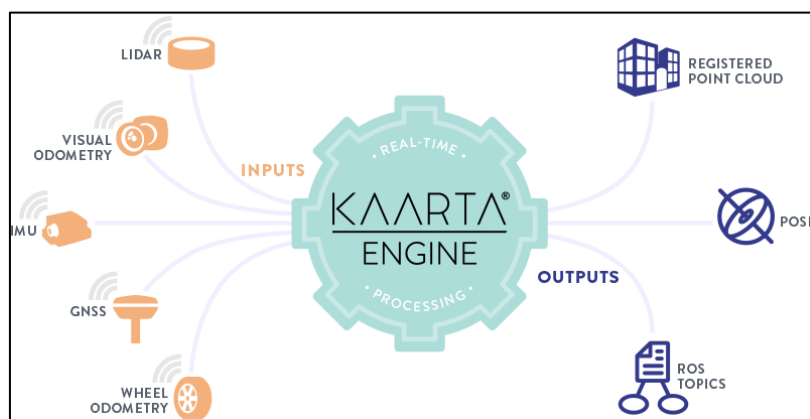 LIDAR
VISUAL
ODOMETRY
IMU
GNSS
WHEEL
ODOMETRY
INPUTS
• REAL-TIME •
KAARTA®
ENGINE
• PROCESSING •
OUTPUTS
REGISTERED
POINT CLOUD
POSE
ROS
TOPICS